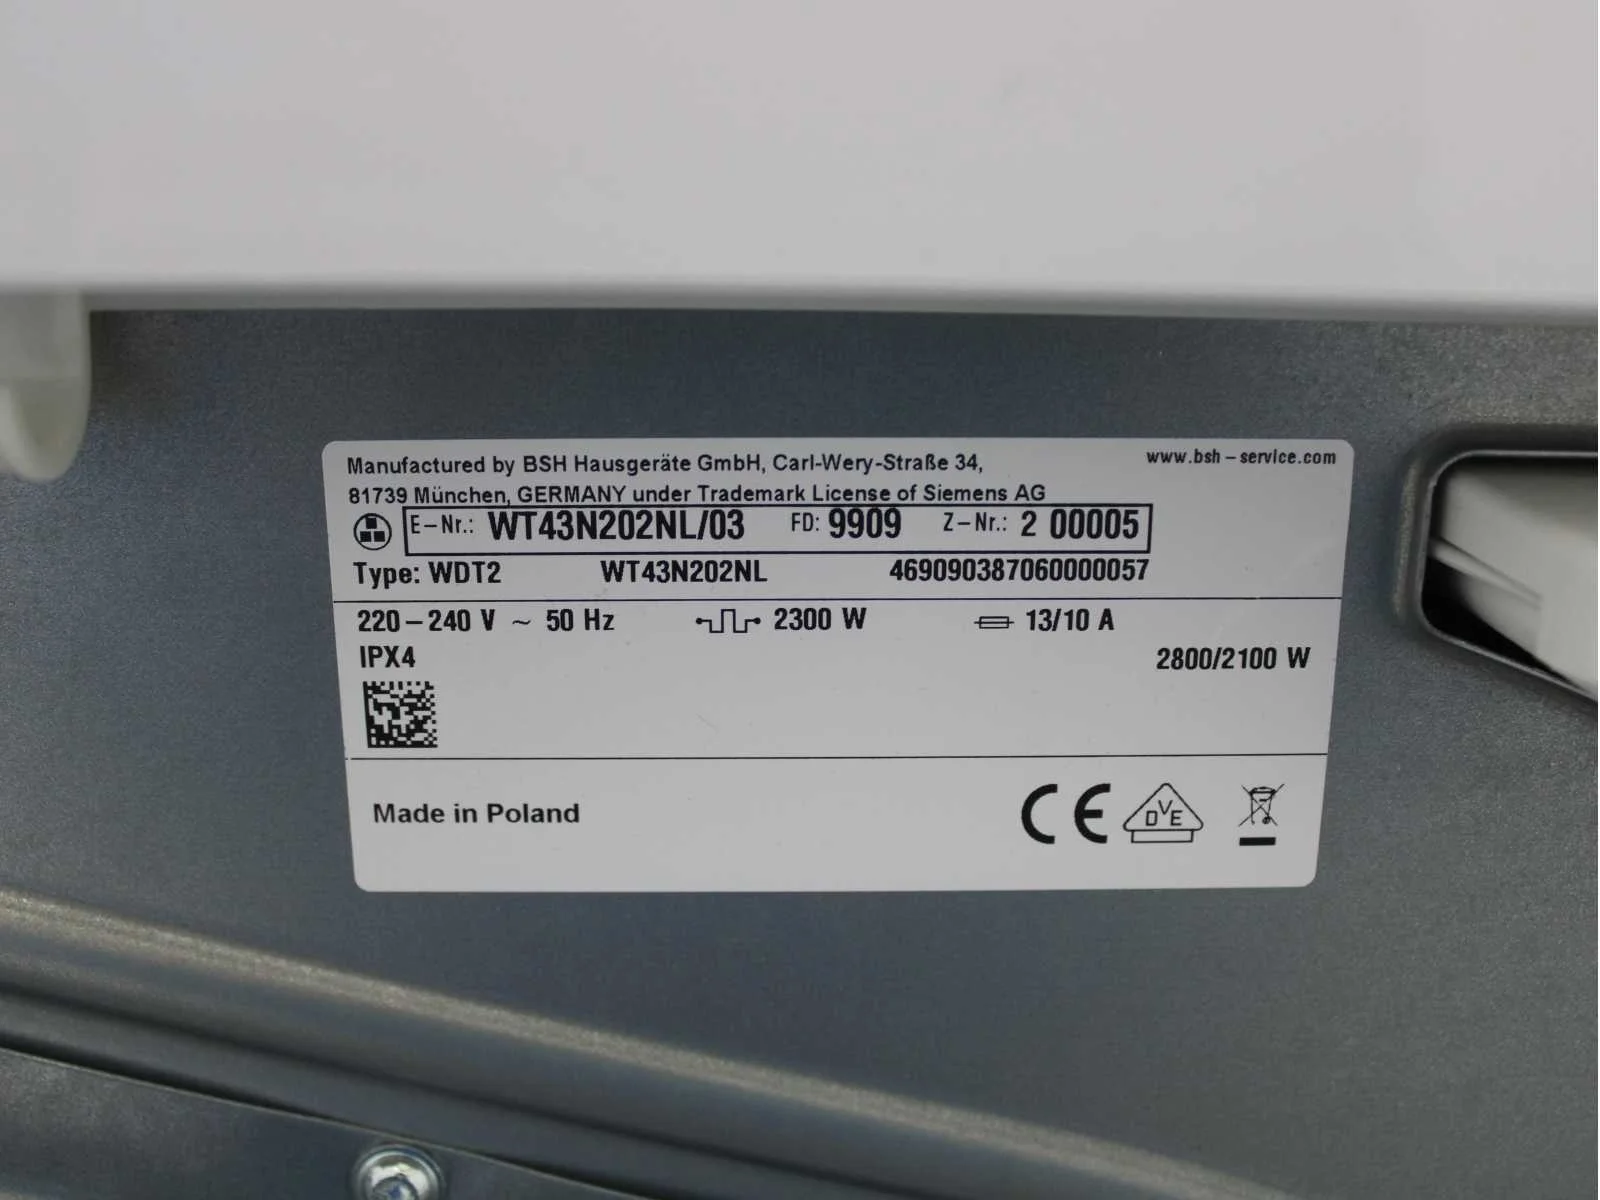 Manufactured by BSH Hausgeräte GmbH, Carl-Wery-Straße 34,
www.bsh-service.com
81739 München, GERMANY under Trademark License of Siemens AG
E-Nr.: WT43N202NL/03 FD: 9909 Z-Nr.: 2 00005
Type: WDT2 WT43N202NL 469090387060000057
220-240 V ~ 50 Hz 2300 W 13/10 A
IPX4 2800/2100 W
Made in Poland
CE DVE